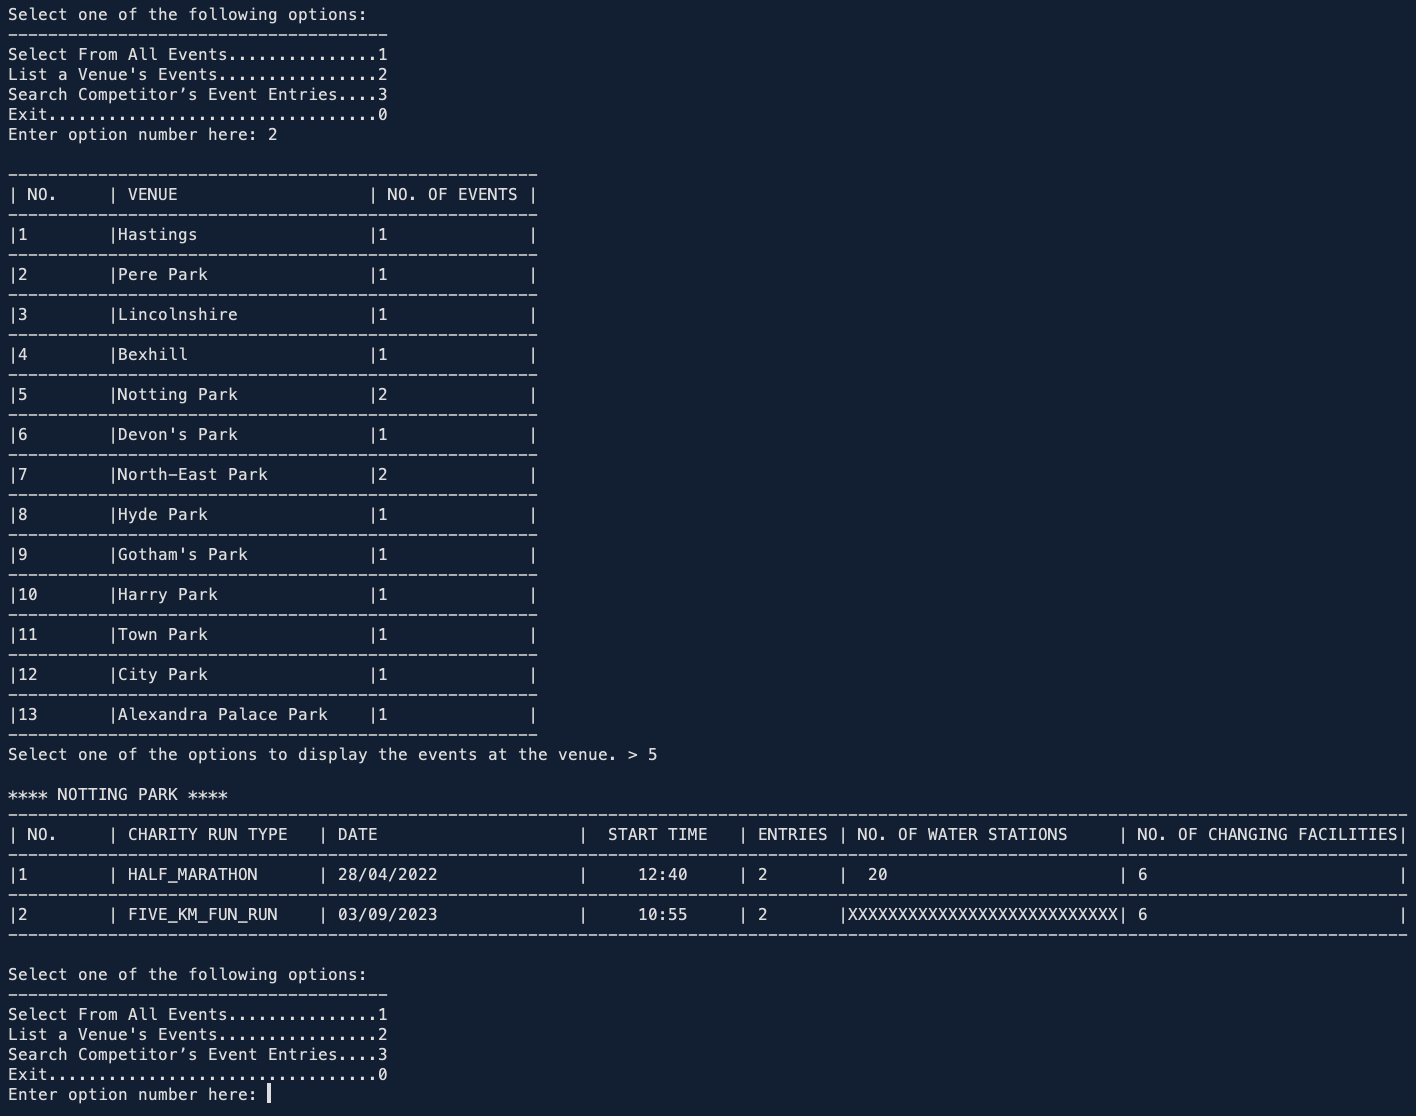 Select one of the following options:
--------------------------------------
Select From All Events...............1
List a Venue's Events................2
Search Competitor’s Event Entries....3
Exit.................................0
Enter option number here: 2
-----------------------------------------------------
| NO.     | VENUE                   | NO. OF EVENTS |
-----------------------------------------------------
|1        |Hastings                 |1              |
-----------------------------------------------------
|2        |Pere Park                |1              |
-----------------------------------------------------
|3        |Lincolnshire             |1              |
-----------------------------------------------------
|4        |Bexhill                  |1              |
-----------------------------------------------------
|5        |Notting Park             |2              |
-----------------------------------------------------
|6        |Devon's Park             |1              |
-----------------------------------------------------
|7        |North-East Park          |2              |
-----------------------------------------------------
|8        |Hyde Park                |1              |
-----------------------------------------------------
|9        |Gotham's Park            |1              |
-----------------------------------------------------
|10       |Harry Park               |1              |
-----------------------------------------------------
|11       |Town Park                |1              |
-----------------------------------------------------
|12       |City Park                |1              |
-----------------------------------------------------
|13       |Alexandra Palace Park    |1              |
-----------------------------------------------------
Select one of the options to display the events at the venue. > 5
**** NOTTING PARK ****
--------------------------------------------------------------------------------------------------------------------------------------------
| NO.     | CHARITY RUN TYPE   | DATE                    |  START TIME   | ENTRIES | NO. OF WATER STATIONS     | NO. OF CHANGING FACILITIES|
--------------------------------------------------------------------------------------------------------------------------------------------
|1        | HALF_MARATHON      | 28/04/2022              |     12:40     | 2       |  20                       | 6                         |
--------------------------------------------------------------------------------------------------------------------------------------------
|2        | FIVE_KM_FUN_RUN    | 03/09/2023              |     10:55     | 2       |XXXXXXXXXXXXXXXXXXXXXXXXXXX| 6                         |
--------------------------------------------------------------------------------------------------------------------------------------------
Select one of the following options:
--------------------------------------
Select From All Events...............1
List a Venue's Events................2
Search Competitor’s Event Entries....3
Exit.................................0
Enter option number here: